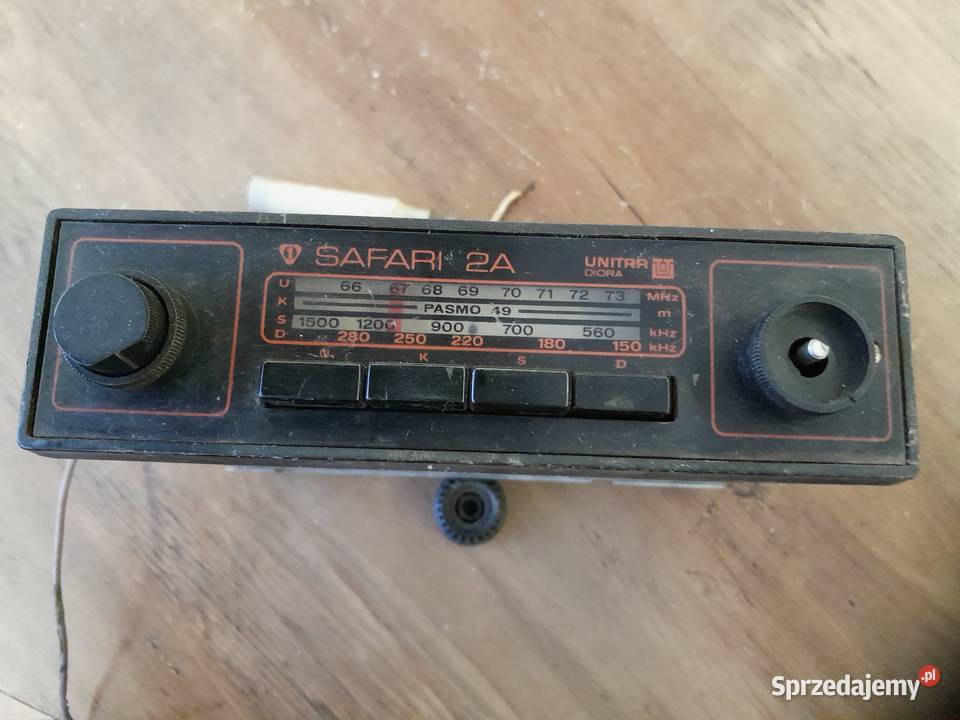 1 SAFARI 2A
UNITRA
DIORA
U 66 67 68 69 70 71 72 73 MHz
K PASMO 49 m
S 1500 1200 900 700 560 kHz
D 280 250 220 180 150 kHz
U K S D
Sprzedajemy.pl